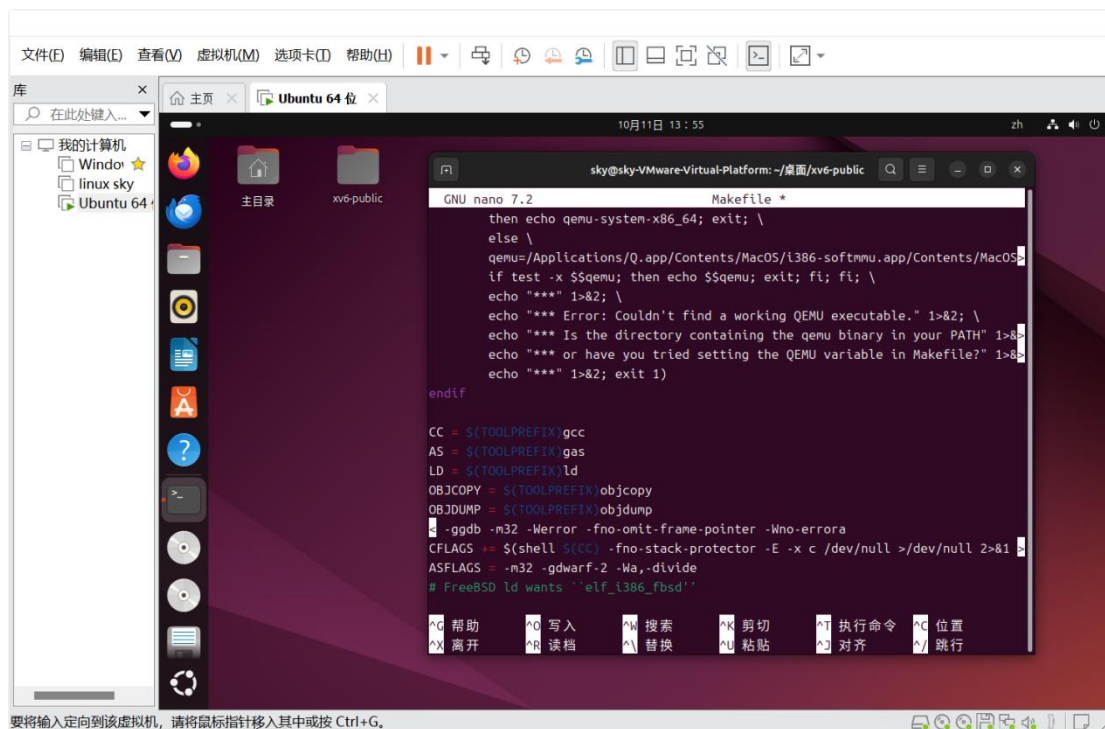 文件(F) 编辑(E) 查看(V) 虚拟机(M) 选项卡(T) 帮助(H)
库
在此处键入...
我的计算机
Window
linux sky
Ubuntu 64
主页
Ubuntu 64 位
10月11日 13：55
zh
主目录
xv6-public
sky@sky-VMware-Virtual-Platform: ~/桌面/xv6-public
GNU nano 7.2 Makefile *
then echo qemu-system-x86_64; exit; \
else \
qemu=/Applications/Q.app/Contents/MacOS/i386-softmmu.app/Contents/MacOS>
if test -x $$qemu; then echo $$qemu; exit; fi; fi; \
echo "***" 1>&2; \
echo "*** Error: Couldn't find a working QEMU executable." 1>&2; \
echo "*** Is the directory containing the qemu binary in your PATH" 1>&>
echo "*** or have you tried setting the QEMU variable in Makefile?" 1>&>
echo "***" 1>&2; exit 1)
endif
CC = $(TOOLPREFIX)gcc
AS = $(TOOLPREFIX)gas
LD = $(TOOLPREFIX)ld
OBJCOPY = $(TOOLPREFIX)objcopy
OBJDUMP = $(TOOLPREFIX)objdump
< -ggdb -m32 -Werror -fno-omit-frame-pointer -Wno-errora
CFLAGS += $(shell $(CC) -fno-stack-protector -E -x c /dev/null >/dev/null 2>&1 >
ASFLAGS = -m32 -gdwarf-2 -Wa,-divide
# FreeBSD ld wants ``elf_i386_fbsd''
^G 帮助 ^O 写入 ^W 搜索 ^K 剪切 ^T 执行命令 ^C 位置
^X 离开 ^R 读档 ^\ 替换 ^U 粘贴 ^J 对齐 ^/ 跳行
要将输入定向到该虚拟机，请将鼠标指针移入其中或按 Ctrl+G。